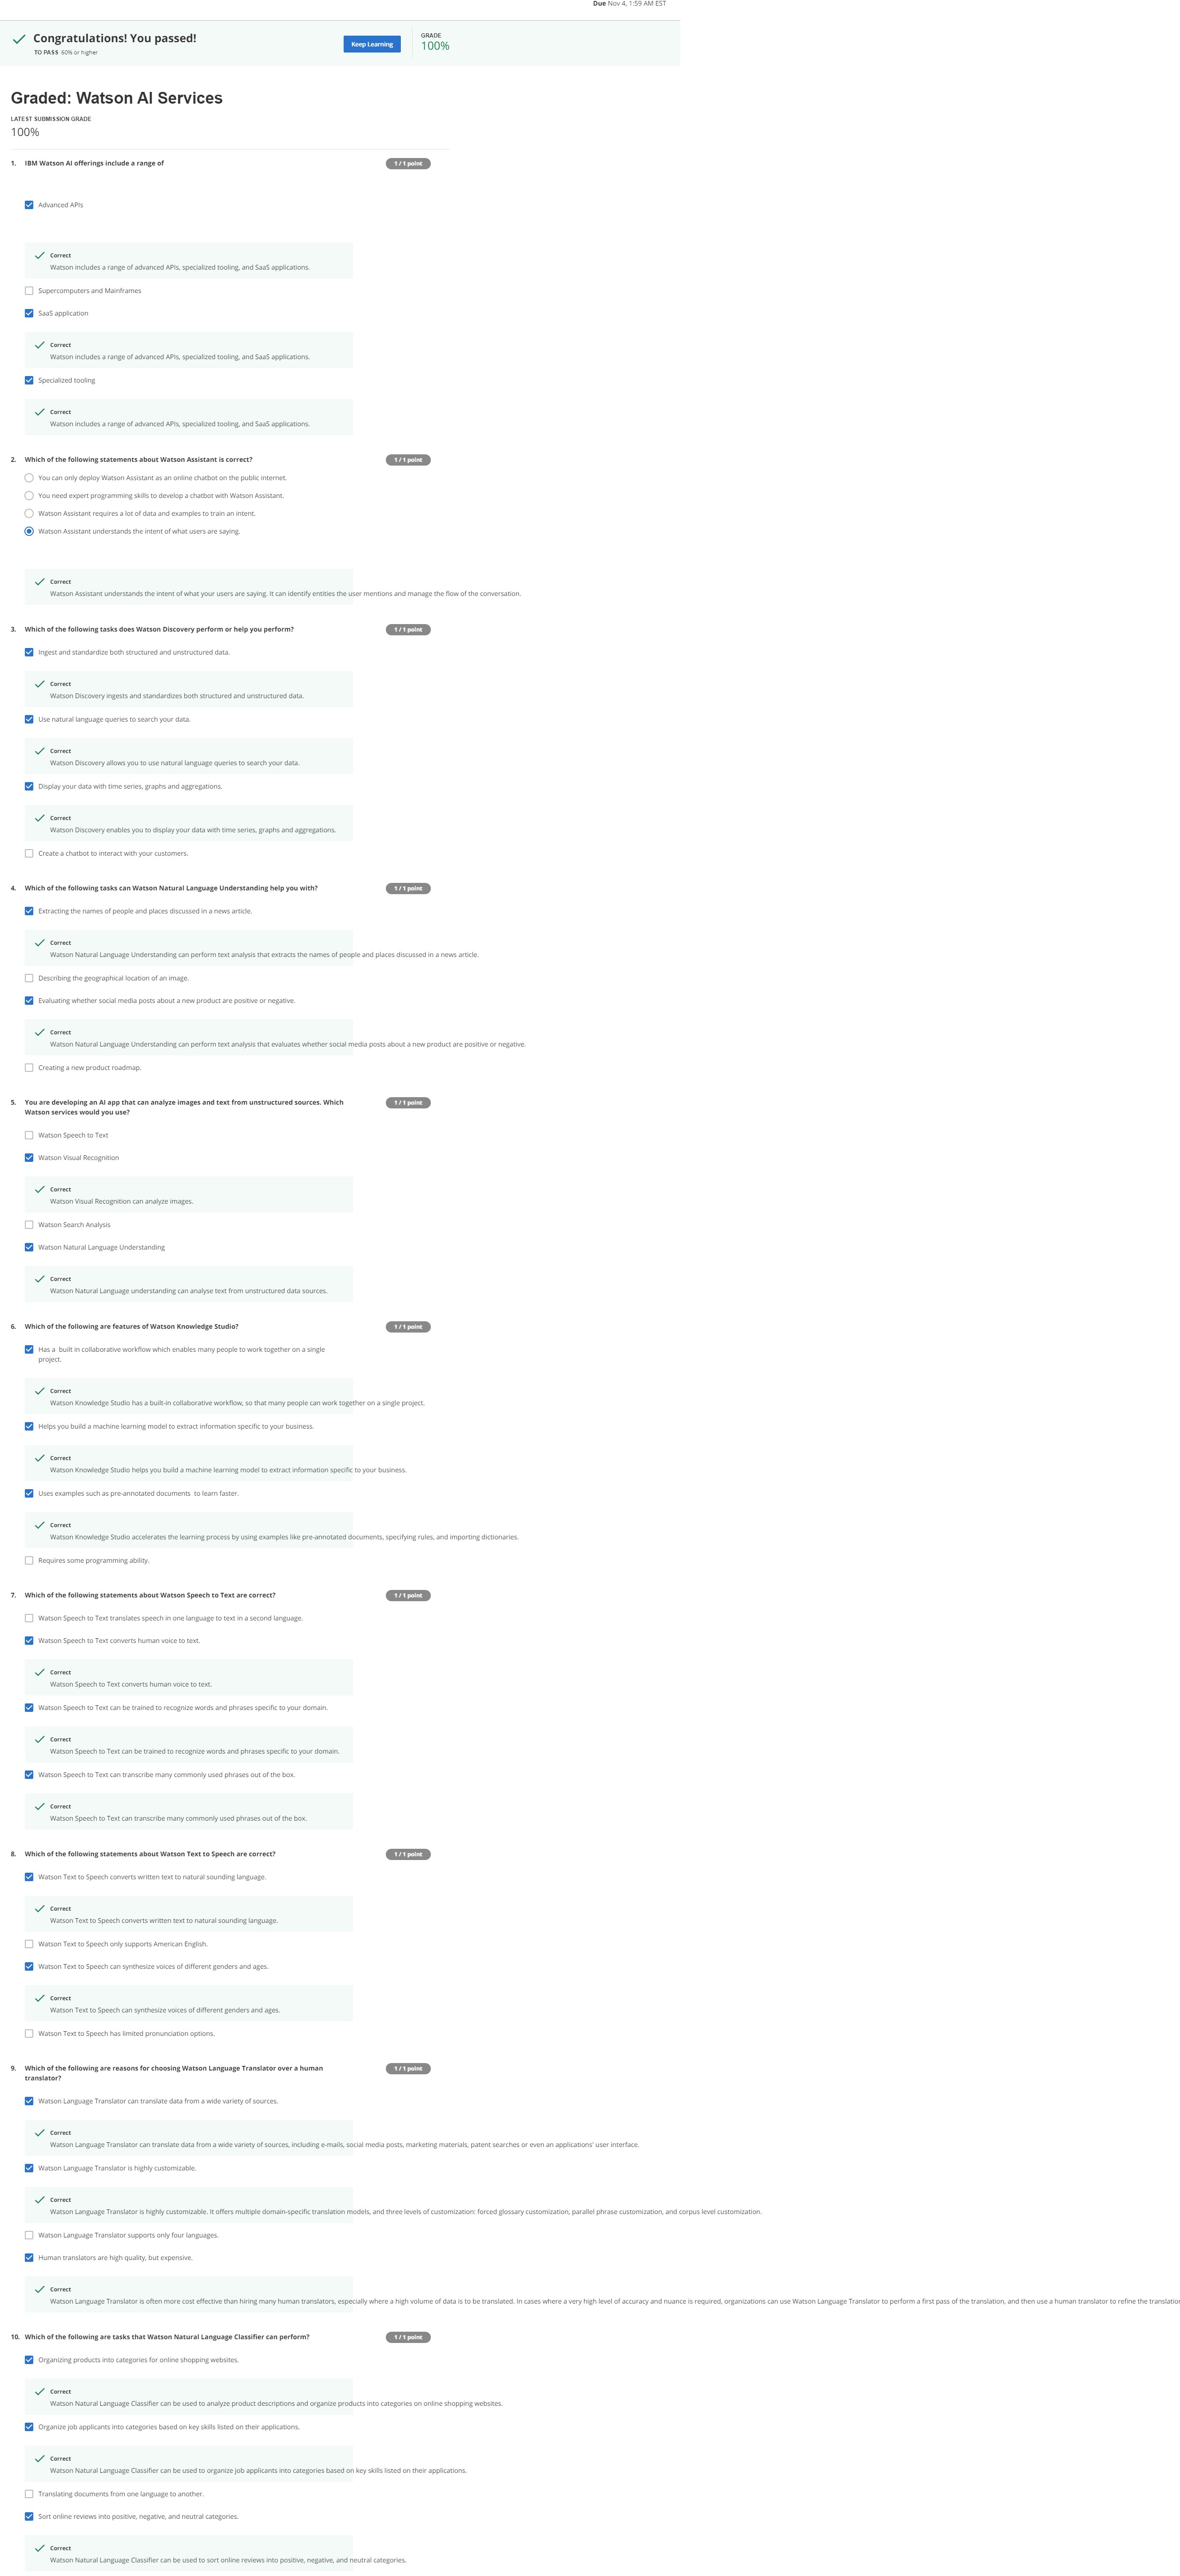 Due Nov 4, 1:59 AM EST
Congratulations! You passed!
TO PASS 60% or higher
Keep Learning
GRADE
100%
Graded: Watson AI Services
LATEST SUBMISSION GRADE
100%
1. IBM Watson AI offerings include a range of
1 / 1 point
Advanced APIs
Correct
Watson includes a range of advanced APIs, specialized tooling, and SaaS applications.
Supercomputers and Mainframes
SaaS application
Correct
Watson includes a range of advanced APIs, specialized tooling, and SaaS applications.
Specialized tooling
Correct
Watson includes a range of advanced APIs, specialized tooling, and SaaS applications.
2. Which of the following statements about Watson Assistant is correct?
1 / 1 point
You can only deploy Watson Assistant as an online chatbot on the public internet.
You need expert programming skills to develop a chatbot with Watson Assistant.
Watson Assistant requires a lot of data and examples to train an intent.
Watson Assistant understands the intent of what users are saying.
Correct
Watson Assistant understands the intent of what your users are saying. It can identify entities the user mentions and manage the flow of the conversation.
3. Which of the following tasks does Watson Discovery perform or help you perform?
1 / 1 point
Ingest and standardize both structured and unstructured data.
Correct
Watson Discovery ingests and standardizes both structured and unstructured data.
Use natural language queries to search your data.
Correct
Watson Discovery allows you to use natural language queries to search your data.
Display your data with time series, graphs and aggregations.
Correct
Watson Discovery enables you to display your data with time series, graphs and aggregations.
Create a chatbot to interact with your customers.
4. Which of the following tasks can Watson Natural Language Understanding help you with?
1 / 1 point
Extracting the names of people and places discussed in a news article.
Correct
Watson Natural Language Understanding can perform text analysis that extracts the names of people and places discussed in a news article.
Describing the geographical location of an image.
Evaluating whether social media posts about a new product are positive or negative.
Correct
Watson Natural Language Understanding can perform text analysis that evaluates whether social media posts about a new product are positive or negative.
Creating a new product roadmap.
5. You are developing an AI app that can analyze images and text from unstructured sources. Which
Watson services would you use?
1 / 1 point
Watson Speech to Text
Watson Visual Recognition
Correct
Watson Visual Recognition can analyze images.
Watson Search Analysis
Watson Natural Language Understanding
Correct
Watson Natural Language understanding can analyse text from unstructured data sources.
6. Which of the following are features of Watson Knowledge Studio?
1 / 1 point
Has a built in collaborative workflow which enables many people to work together on a single
project.
Correct
Watson Knowledge Studio has a built-in collaborative workflow, so that many people can work together on a single project.
Helps you build a machine learning model to extract information specific to your business.
Correct
Watson Knowledge Studio helps you build a machine learning model to extract information specific to your business.
Uses examples such as pre-annotated documents to learn faster.
Correct
Watson Knowledge Studio accelerates the learning process by using examples like pre-annotated documents, specifying rules, and importing dictionaries.
Requires some programming ability.
7. Which of the following statements about Watson Speech to Text are correct?
1 / 1 point
Watson Speech to Text translates speech in one language to text in a second language.
Watson Speech to Text converts human voice to text.
Correct
Watson Speech to Text converts human voice to text.
Watson Speech to Text can be trained to recognize words and phrases specific to your domain.
Correct
Watson Speech to Text can be trained to recognize words and phrases specific to your domain.
Watson Speech to Text can transcribe many commonly used phrases out of the box.
Correct
Watson Speech to Text can transcribe many commonly used phrases out of the box.
8. Which of the following statements about Watson Text to Speech are correct?
1 / 1 point
Watson Text to Speech converts written text to natural sounding language.
Correct
Watson Text to Speech converts written text to natural sounding language.
Watson Text to Speech only supports American English.
Watson Text to Speech can synthesize voices of different genders and ages.
Correct
Watson Text to Speech can synthesize voices of different genders and ages.
Watson Text to Speech has limited pronunciation options.
9. Which of the following are reasons for choosing Watson Language Translator over a human
translator?
1 / 1 point
Watson Language Translator can translate data from a wide variety of sources.
Correct
Watson Language Translator can translate data from a wide variety of sources, including e-mails, social media posts, marketing materials, patent searches or even an applications' user interface.
Watson Language Translator is highly customizable.
Correct
Watson Language Translator is highly customizable. It offers multiple domain-specific translation models, and three levels of customization: forced glossary customization, parallel phrase customization, and corpus level customization.
Watson Language Translator supports only four languages.
Human translators are high quality, but expensive.
Correct
Watson Language Translator is often more cost effective than hiring many human translators, especially where a high volume of data is to be translated. In cases where a very high level of accuracy and nuance is required, organizations can use Watson Language Translator to perform a first pass of the translation, and then use a human translator to refine the translation
10. Which of the following are tasks that Watson Natural Language Classifier can perform?
1 / 1 point
Organizing products into categories for online shopping websites.
Correct
Watson Natural Language Classifier can be used to analyze product descriptions and organize products into categories on online shopping websites.
Organize job applicants into categories based on key skills listed on their applications.
Correct
Watson Natural Language Classifier can be used to organize job applicants into categories based on key skills listed on their applications.
Translating documents from one language to another.
Sort online reviews into positive, negative, and neutral categories.
Correct
Watson Natural Language Classifier can be used to sort online reviews into positive, negative, and neutral categories.